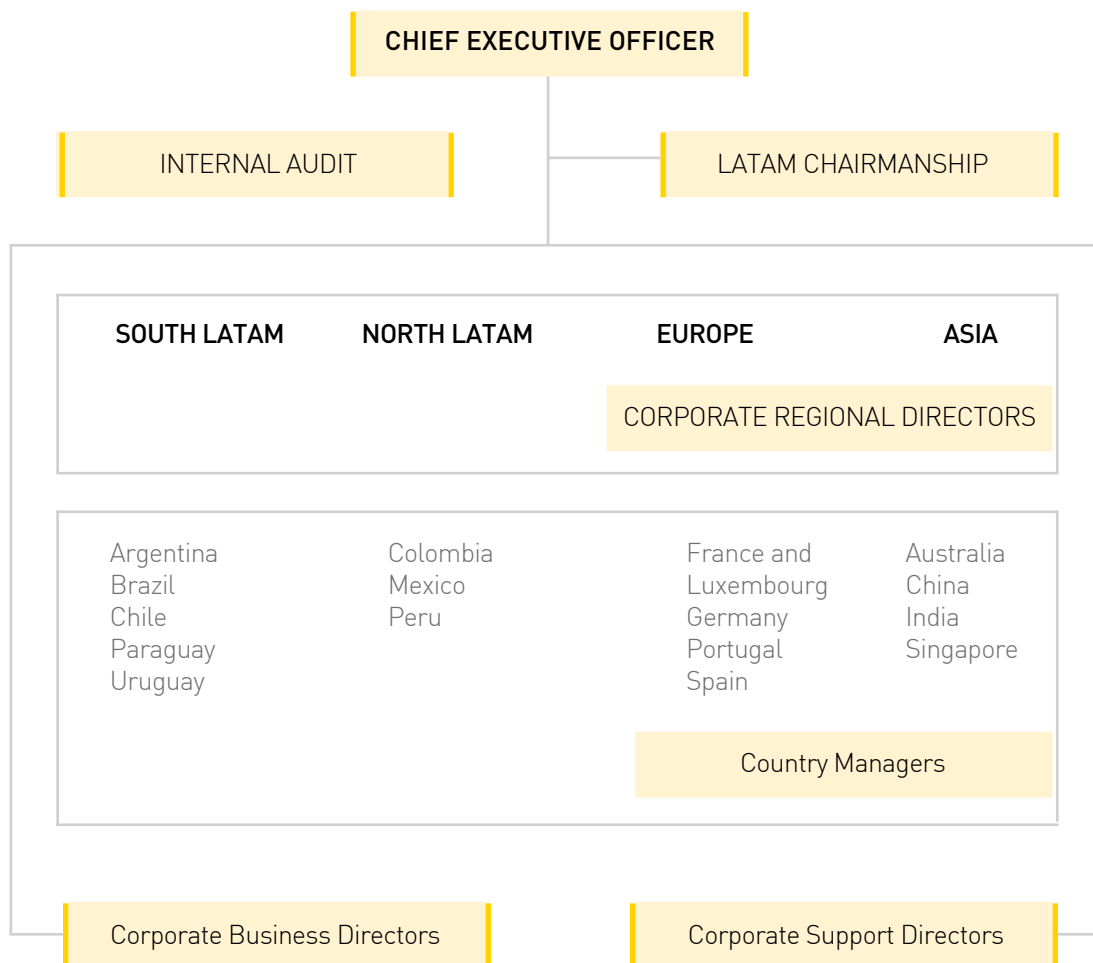 CHIEF EXECUTIVE OFFICER
INTERNAL AUDIT
LATAM CHAIRMANSHIP
SOUTH LATAM
NORTH LATAM
EUROPE
ASIA
CORPORATE REGIONAL DIRECTORS
Argentina
Brazil
Chile
Paraguay
Uruguay
Colombia
Mexico
Peru
France and
Luxembourg
Germany
Portugal
Spain
Australia
China
India
Singapore
Country Managers
Corporate Business Directors
Corporate Support Directors